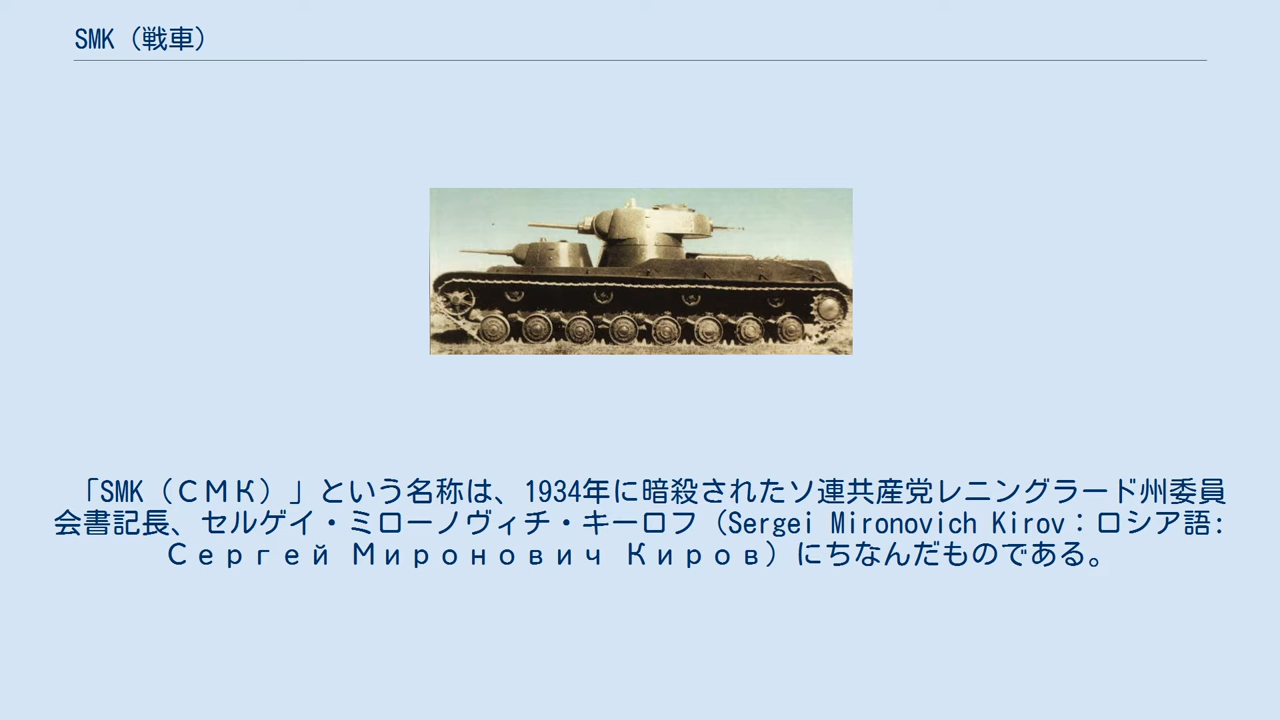 SMK（戦車）
「SMK（СМК）」という名称は、1934年に暗殺されたソ連共産党レニングラード州委員
会書記長、セルゲイ・ミローノヴィチ・キーロフ（Sergei Mironovich Kirov：ロシア語:
Сергей Миронович Киров）にちなんだものである。